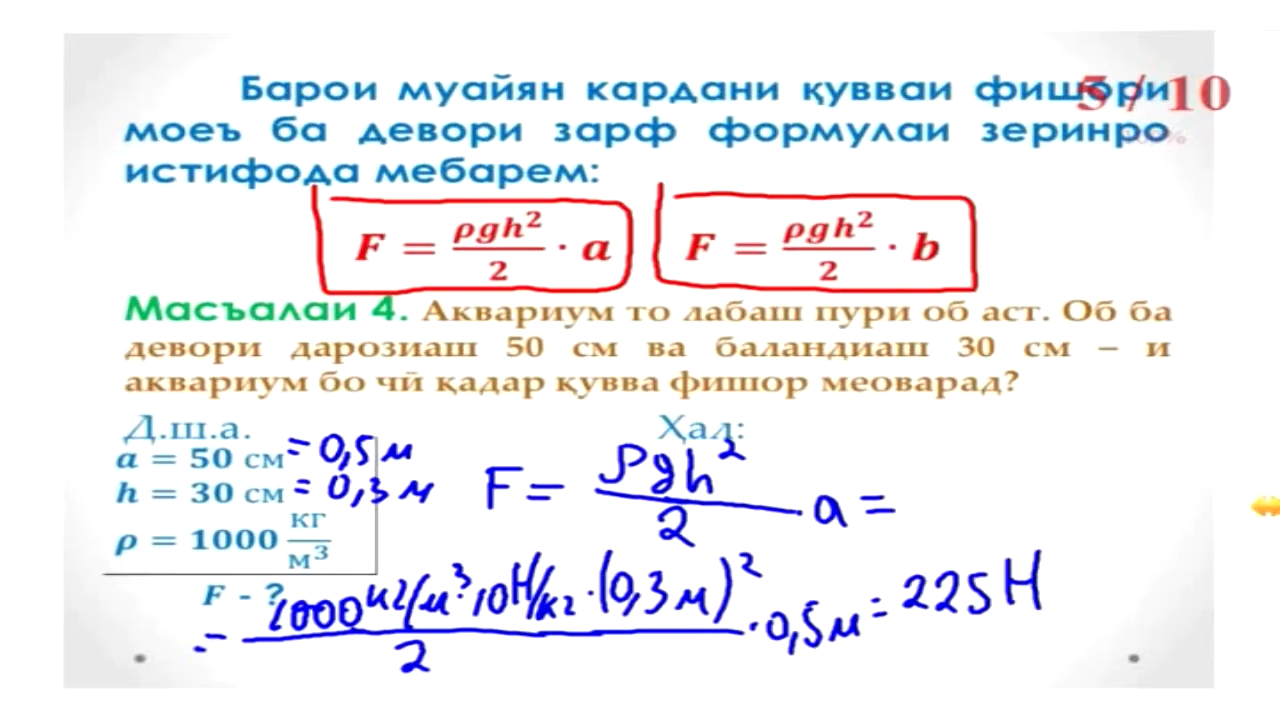 Барои муайян кардани қувваи фишори
5 / 10
моеъ ба девори зарф формулаи зеринро
истифода мебарем:
F = ρgh²/2 · a F = ρgh²/2 · b
Масъалаи 4. Аквариум то лабаш пури об аст. Об ба
девори дарозиаш 50 см ва баландиаш 30 см – и
аквариум бо чӣ қадар қувва фишор меоварад?
Д.ш.а. Ҳал:
a = 50 см = 0,5 м
h = 30 см = 0,3 м
F = ρgh²/2 a =
ρ = 1000 кг/м³
F - ?
= 1000 кг/м³ 10 Н/кг · (0,3 м)²/2 · 0,5 м = 225 Н